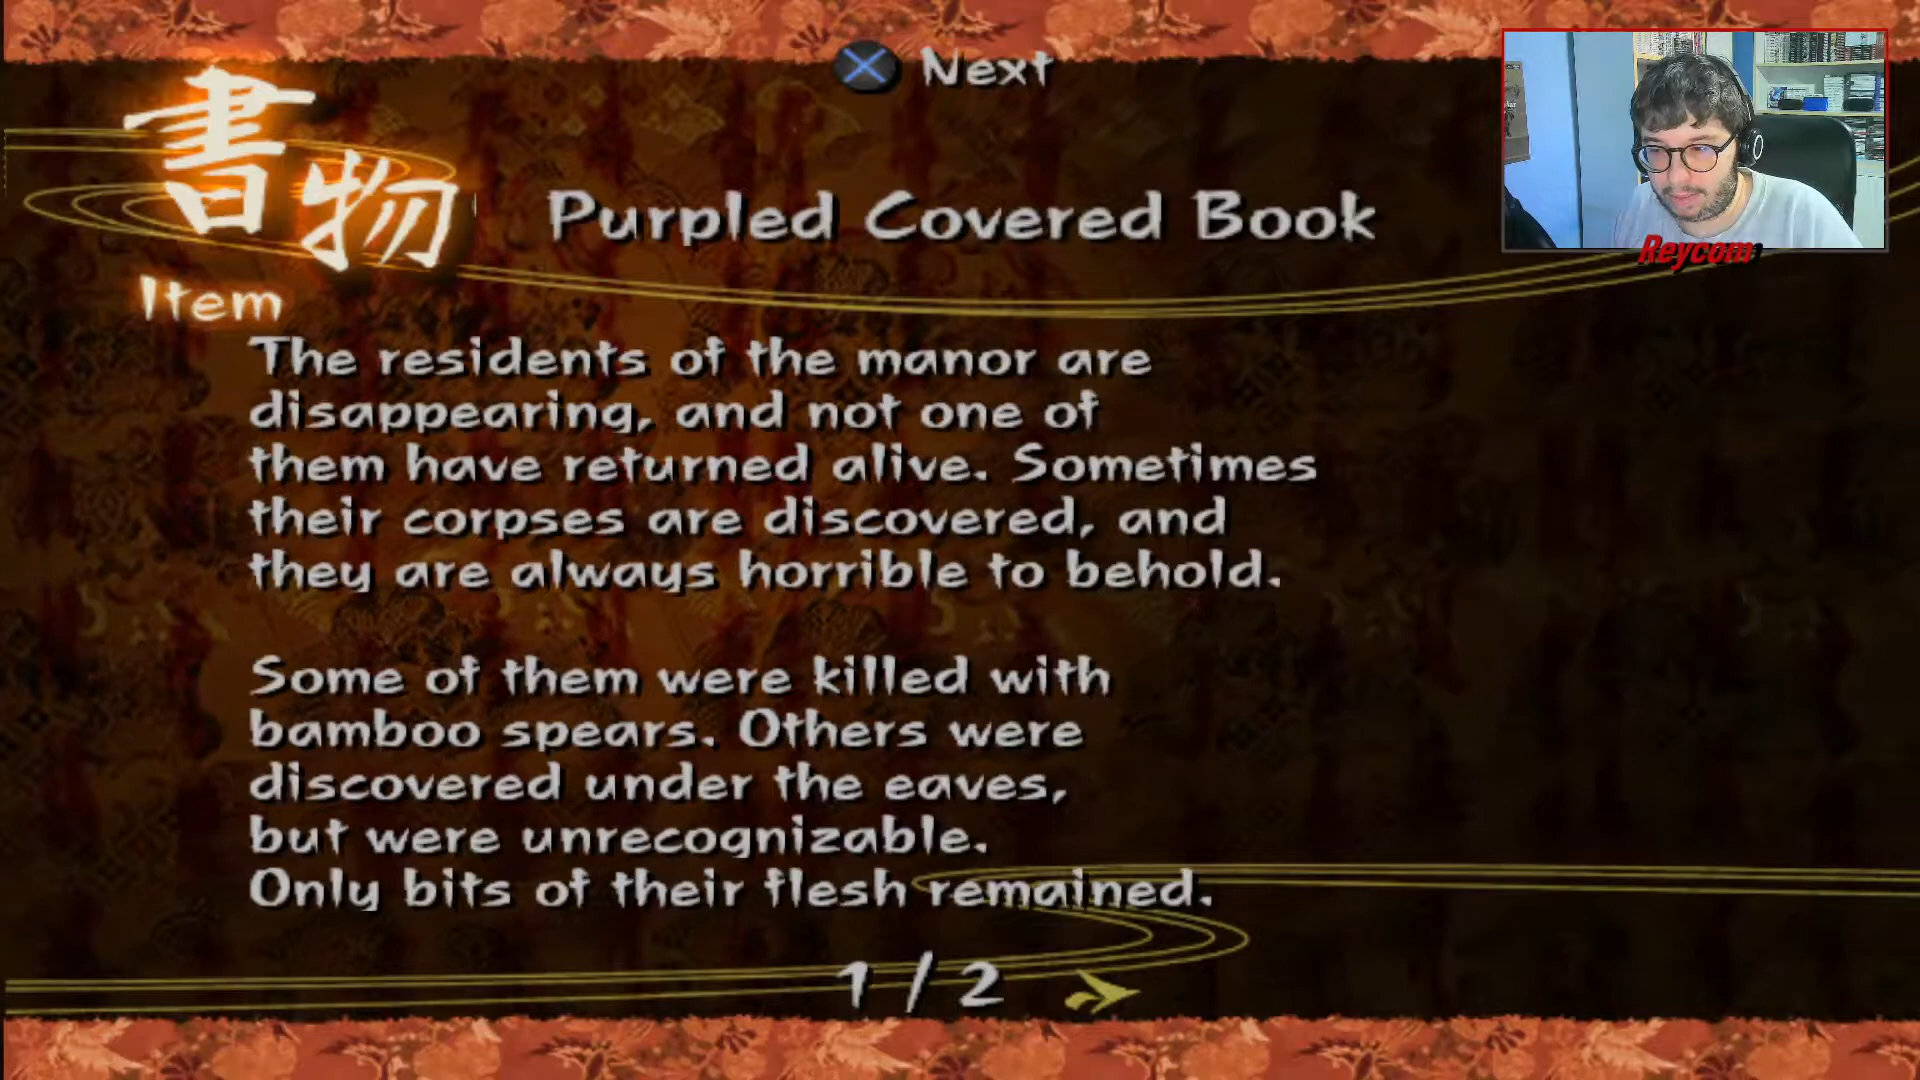 Next
書物
Purpled Covered Book
Item
The residents of the manor are
disappearing, and not one of
them have returned alive. Sometimes
their corpses are discovered, and
they are always horrible to behold.
Some of them were killed with
bamboo spears. Others were
discovered under the eaves,
but were unrecognizable.
Only bits of their flesh remained.
1 / 2
Reycom